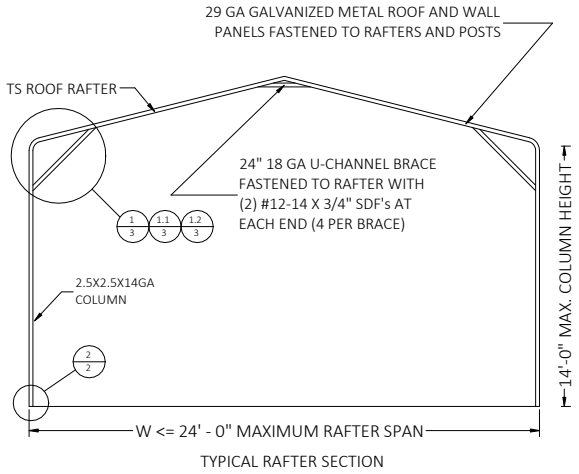 29 GA GALVANIZED METAL ROOF AND WALL
PANELS FASTENED TO RAFTERS AND POSTS
TS ROOF RAFTER
24" 18 GA U-CHANNEL BRACE
FASTENED TO RAFTER WITH
(2) #12-14 X 3/4" SDF's AT
EACH END (4 PER BRACE)
1 1.1 1.2
3 3 3
2.5X2.5X14GA
COLUMN
14'-0" MAX. COLUMN HEIGHT
2
2
W <= 24' - 0" MAXIMUM RAFTER SPAN
TYPICAL RAFTER SECTION